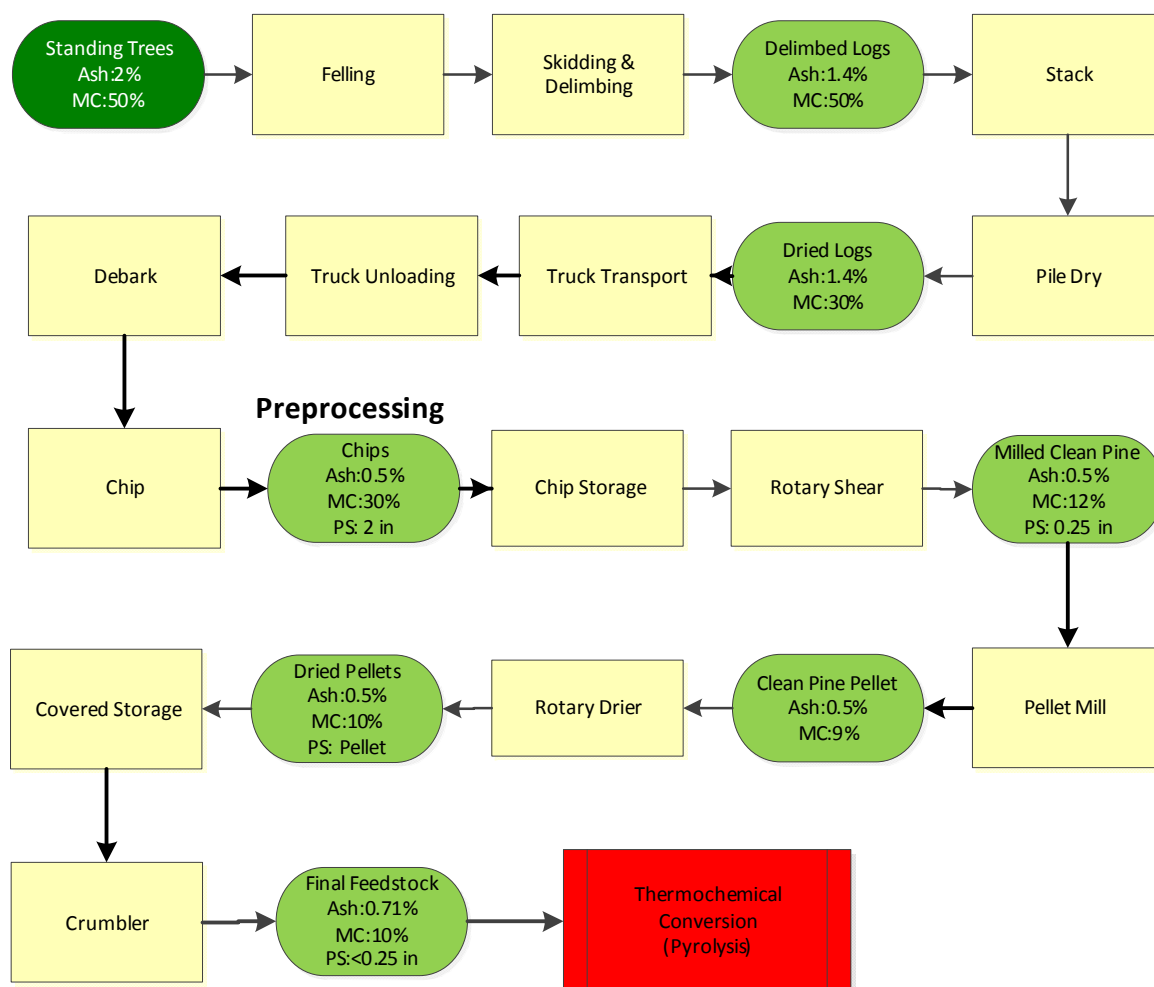 Standing Trees
Ash:2%
MC:50%
Felling
Skidding &
Delimbing
Delimbed Logs
Ash:1.4%
MC:50%
Stack
Debark
Truck Unloading
Truck Transport
Dried Logs
Ash:1.4%
MC:30%
Pile Dry
Preprocessing
Chip
Chips
Ash:0.5%
MC:30%
PS: 2 in
Chip Storage
Rotary Shear
Milled Clean Pine
Ash:0.5%
MC:12%
PS: 0.25 in
Covered Storage
Dried Pellets
Ash:0.5%
MC:10%
PS: Pellet
Rotary Drier
Clean Pine Pellet
Ash:0.5%
MC:9%
Pellet Mill
Crumbler
Final Feedstock
Ash:0.71%
MC:10%
PS:<0.25 in
Thermochemical
Conversion
(Pyrolysis)